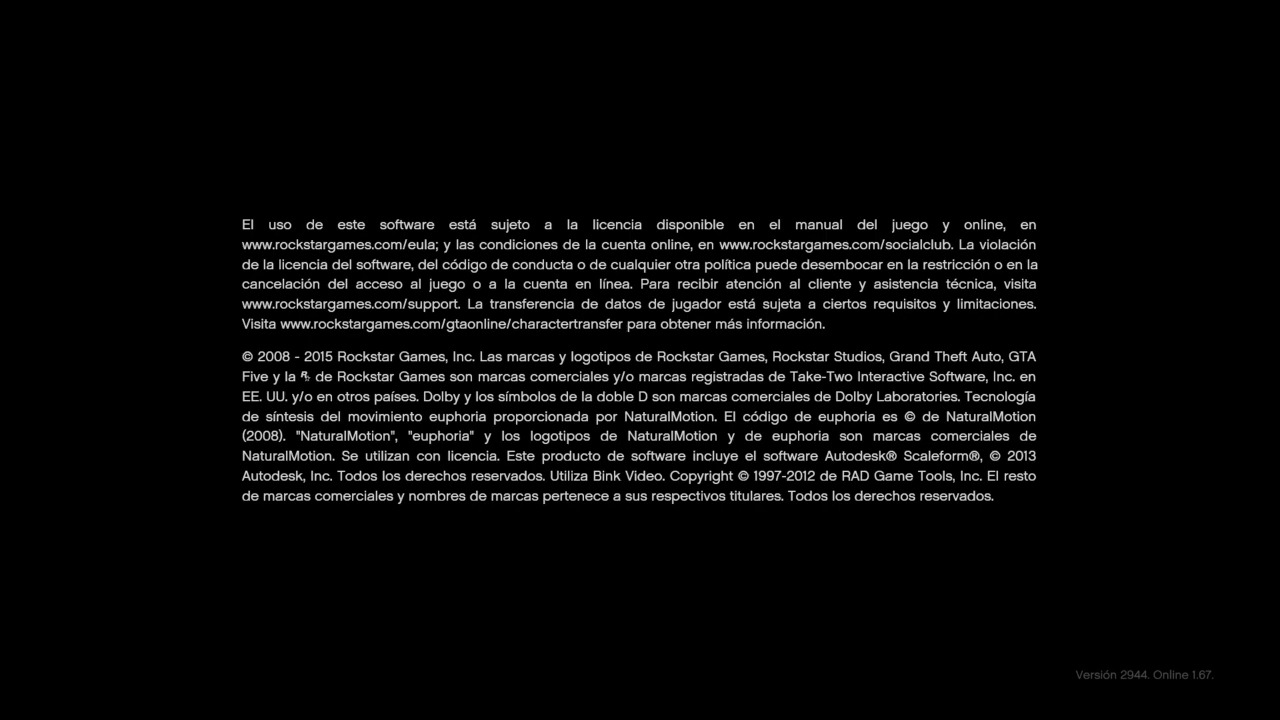 El uso de este software está sujeto a la licencia disponible en el manual del juego y online, en
www.rockstargames.com/eula; y las condiciones de la cuenta online, en www.rockstargames.com/socialclub. La violación
de la licencia del software, del código de conducta o de cualquier otra política puede desembocar en la restricción o en la
cancelación del acceso al juego o a la cuenta en línea. Para recibir atención al cliente y asistencia técnica, visita
www.rockstargames.com/support. La transferencia de datos de jugador está sujeta a ciertos requisitos y limitaciones.
Visita www.rockstargames.com/gtaonline/charactertransfer para obtener más información.
© 2008 - 2015 Rockstar Games, Inc. Las marcas y logotipos de Rockstar Games, Rockstar Studios, Grand Theft Auto, GTA
Five y la R* de Rockstar Games son marcas comerciales y/o marcas registradas de Take-Two Interactive Software, Inc. en
EE. UU. y/o en otros países. Dolby y los símbolos de la doble D son marcas comerciales de Dolby Laboratories. Tecnología
de síntesis del movimiento euphoria proporcionada por NaturalMotion. El código de euphoria es © de NaturalMotion
(2008). "NaturalMotion", "euphoria" y los logotipos de NaturalMotion y de euphoria son marcas comerciales de
NaturalMotion. Se utilizan con licencia. Este producto de software incluye el software Autodesk® Scaleform®, © 2013
Autodesk, Inc. Todos los derechos reservados. Utiliza Bink Video. Copyright © 1997-2012 de RAD Game Tools, Inc. El resto
de marcas comerciales y nombres de marcas pertenece a sus respectivos titulares. Todos los derechos reservados.
Versión 2944. Online 1.67.